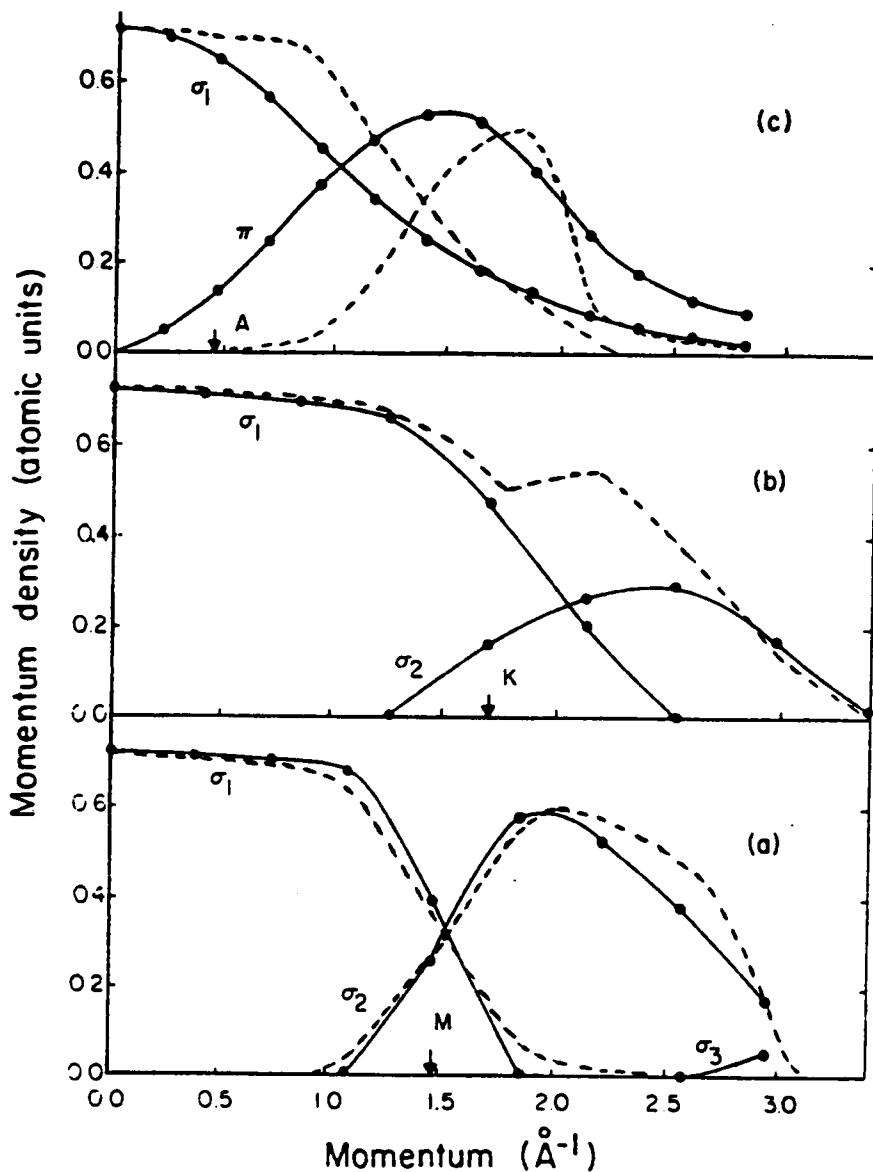 (c)
0.6
σ1
0.4
π
0.2
A
0.0
(b)
0.6
σ1
0.4
0.2
σ2
K
0.0
(a)
0.6
σ1
0.4
0.2
σ2
M
σ3
0.0
0.0 0.5 1.0 1.5 2.0 2.5 3.0
Momentum (Å-1)
Momentum density (atomic units)